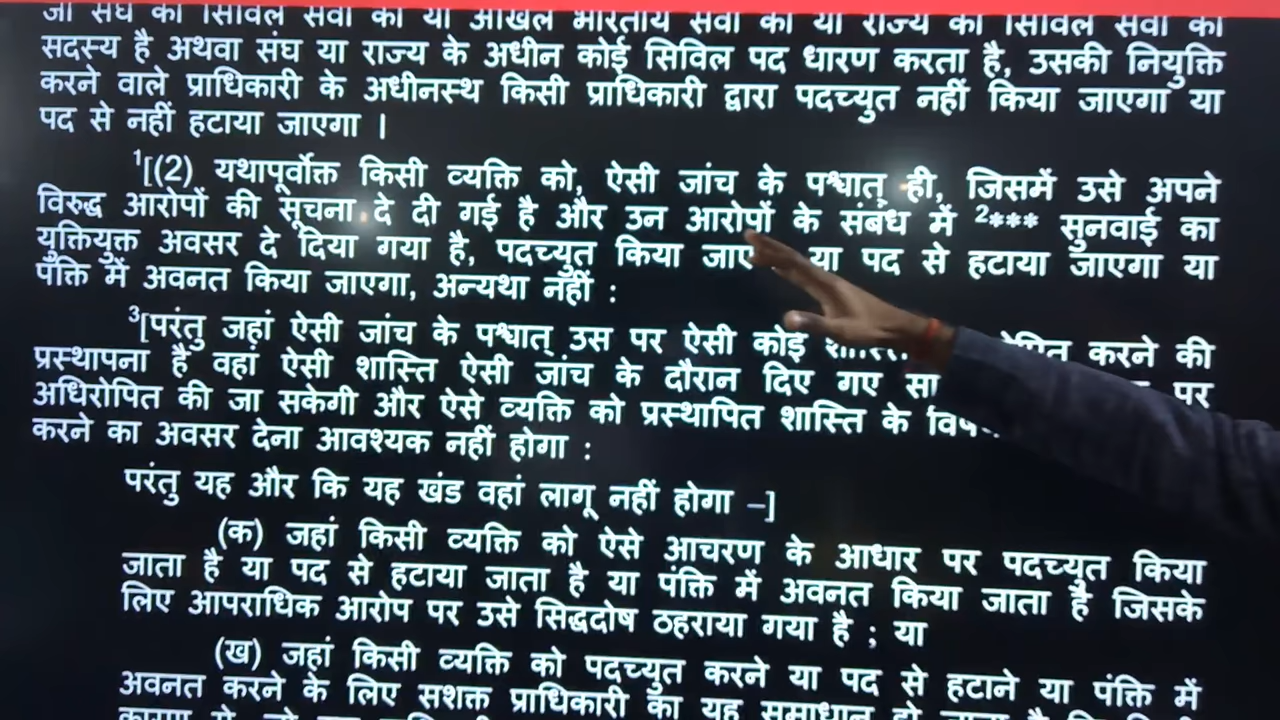 जो संघ की सिविल सेवा का या अखिल भारतीय सेवा का या राज्य की सिविल सेवा का
सदस्य है अथवा संघ या राज्य के अधीन कोई सिविल पद धारण करता है, उसकी नियुक्ति
करने वाले प्राधिकारी के अधीनस्थ किसी प्राधिकारी द्वारा पदच्युत नहीं किया जाएगा या
पद से नहीं हटाया जाएगा ।
¹[(2) यथापूर्वोक्त किसी व्यक्ति को, ऐसी जांच के पश्चात् ही, जिसमें उसे अपने
विरुद्ध आरोपों की सूचना दे दी गई है और उन आरोपों के संबंध में ²*** सुनवाई का
युक्तियुक्त अवसर दे दिया गया है, पदच्युत किया या पद से हटाया जाएगा या
पंक्ति में अवनत किया जाएगा, अन्यथा नहीं :
³[परंतु जहां ऐसी जांच के पश्चात् उस पर ऐसी कोई करने की
प्रस्थापना है वहां ऐसी शास्ति ऐसी जांच के दौरान दिए गए पर
अधिरोपित की जा सकेगी और ऐसे व्यक्ति को प्रस्थापित शास्ति के
करने का अवसर देना आवश्यक नहीं होगा :
परंतु यह और कि यह खंड वहां लागू नहीं होगा –]
(क) जहां किसी व्यक्ति को ऐसे आचरण के आधार पर पदच्युत किया
जाता है या पद से हटाया जाता है या पंक्ति में अवनत किया जाता है जिसके
लिए आपराधिक आरोप पर उसे सिद्धदोष ठहराया गया है ; या
(ख) जहां किसी व्यक्ति को पदच्युत करने या पद से हटाने या पंक्ति में
अवनत करने के लिए सशक्त प्राधिकारी का यह समाधान हो जाता है